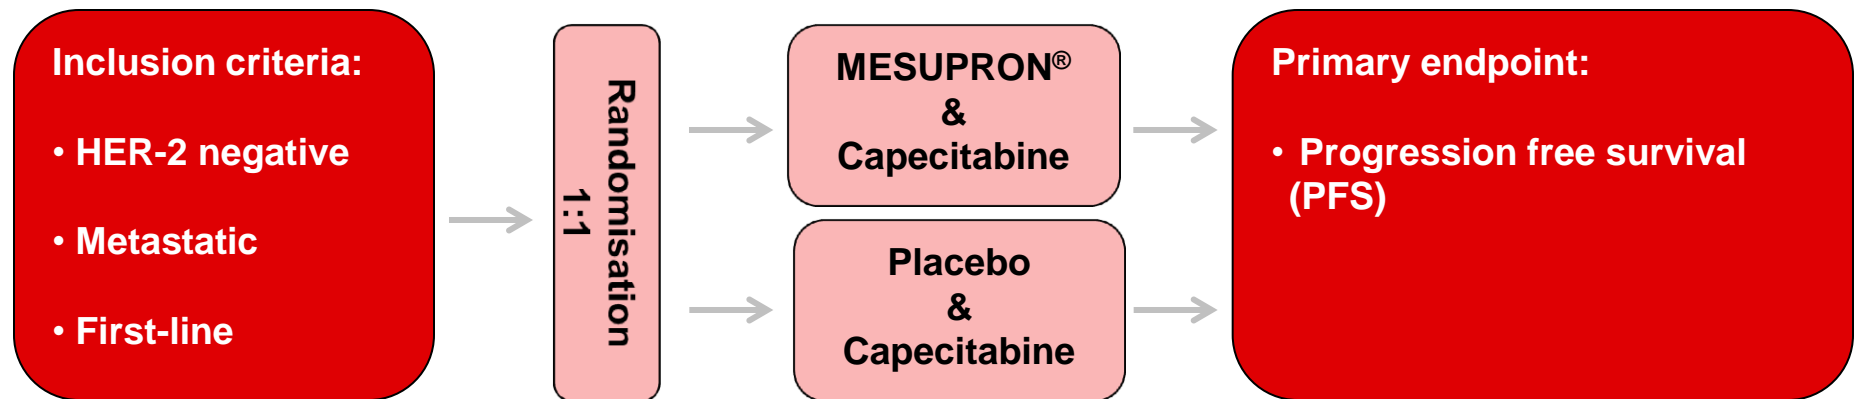 Inclusion criteria:
• HER-2 negative
• Metastatic
• First-line
Randomisation
1:1
MESUPRON®
&
Capecitabine
Placebo
&
Capecitabine
Primary endpoint:
• Progression free survival
(PFS)